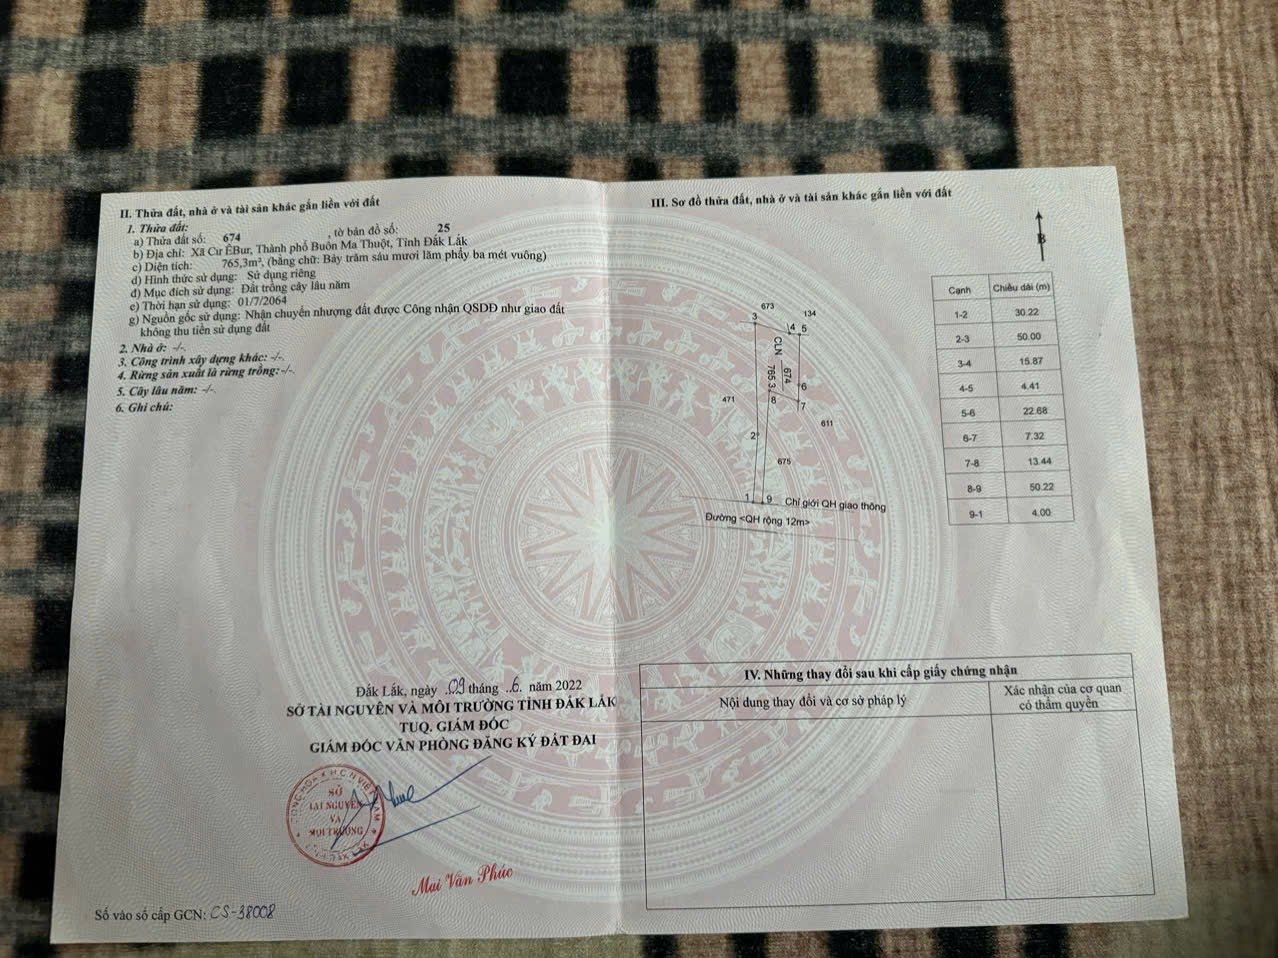 II. Thửa đất, nhà ở và tài sản khác gắn liền với đất
1. Thửa đất:
a) Thửa đất số: 674 , tờ bản đồ số: 25
b) Địa chỉ: Xã Cư ÊBur, Thành phố Buôn Ma Thuột, Tỉnh Đắk Lắk
c) Diện tích: 765,3m², (bằng chữ: Bảy trăm sáu mươi lăm phẩy ba mét vuông)
d) Hình thức sử dụng: Sử dụng riêng
đ) Mục đích sử dụng: Đất trồng cây lâu năm
e) Thời hạn sử dụng: 01/7/2064
g) Nguồn gốc sử dụng: Nhận chuyển nhượng đất được Công nhận QSDĐ như giao đất
không thu tiền sử dụng đất
2. Nhà ở: -/-.
3. Công trình xây dựng khác: -/-.
4. Rừng sản xuất là rừng trồng: -/-.
5. Cây lâu năm: -/-.
6. Ghi chú:
Đắk Lắk, ngày 09 tháng 6 năm 2022
SỞ TÀI NGUYÊN VÀ MÔI TRƯỜNG TỈNH ĐẮK LẮK
TUQ. GIÁM ĐỐC
GIÁM ĐỐC VĂN PHÒNG ĐĂNG KÝ ĐẤT ĐAI
CỘNG HÒA X.H.C.N VIỆT NAM
SỞ
TÀI NGUYÊN
VÀ
MÔI TRƯỜNG
TỈNH ĐẮK LẮK
Mai Văn Phúc
Số vào sổ cấp GCN: CS-38008
III. Sơ đồ thửa đất, nhà ở và tài sản khác gắn liền với đất
B
673
134
3
4 5
CLN 674
765.3
6
8
7
471
611
2
675
1 9 Chỉ giới QH giao thông
Đường <QH rộng 12m>
Cạnh Chiều dài (m)
1-2 30.22
2-3 50.00
3-4 15.87
4-5 4.41
5-6 22.68
6-7 7.32
7-8 13.44
8-9 50.22
9-1 4.00
IV. Những thay đổi sau khi cấp giấy chứng nhận
Nội dung thay đổi và cơ sở pháp lý
Xác nhận của cơ quan
có thẩm quyền